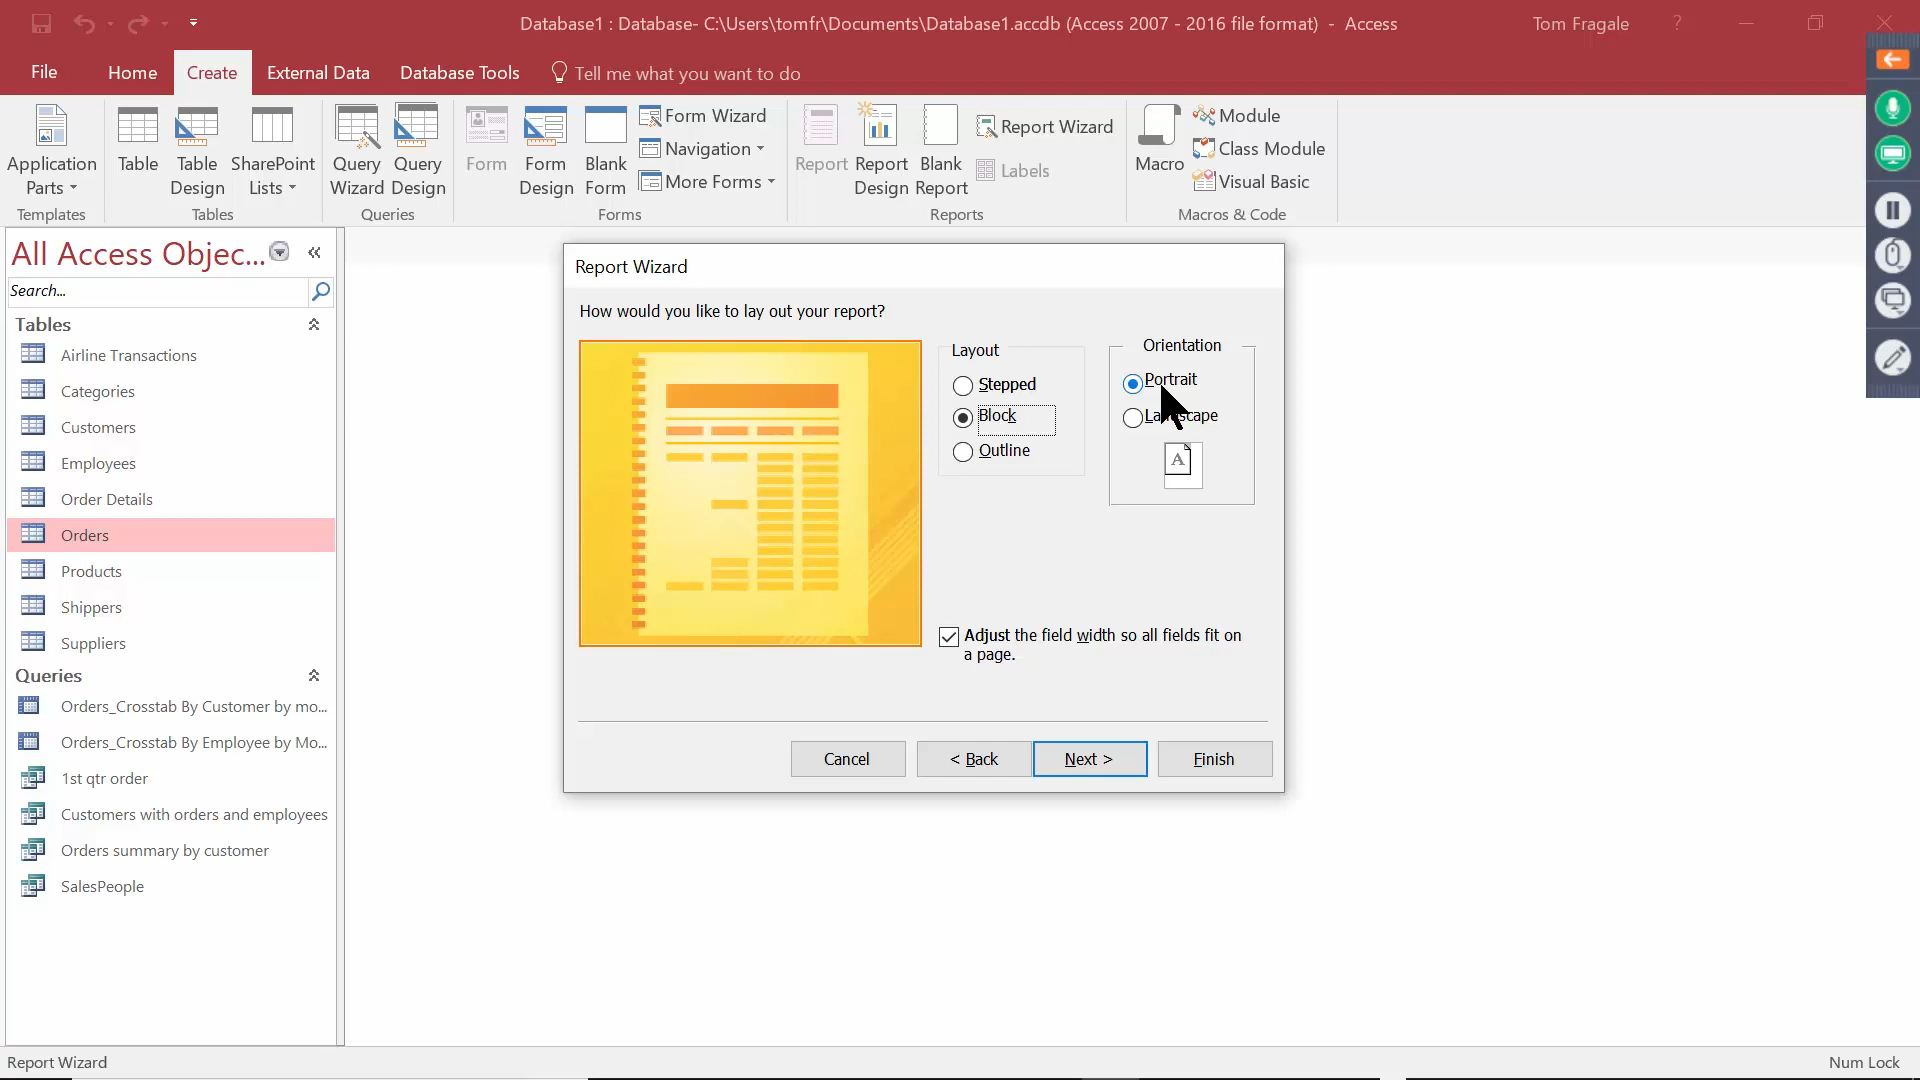 Database1 : Database- C:\Users\tomfr\Documents\Database1.accdb (Access 2007 - 2016 file format) - Access
Tom Fragale
?
File
Home
Create
External Data
Database Tools
Tell me what you want to do
Application
Parts
Templates
Table
Table
Design
SharePoint
Lists
Tables
Query
Wizard
Query
Design
Queries
Form
Form
Design
Blank
Form
Form Wizard
Navigation
More Forms
Forms
Report
Report
Design
Blank
Report
Report Wizard
Labels
Reports
Macro
Module
Class Module
Visual Basic
Macros & Code
All Access Objec...
Search...
Tables
Airline Transactions
Categories
Customers
Employees
Order Details
Orders
Products
Shippers
Suppliers
Queries
Orders_Crosstab By Customer by mo...
Orders_Crosstab By Employee by Mo...
1st qtr order
Customers with orders and employees
Orders summary by customer
SalesPeople
Report Wizard
How would you like to lay out your report?
Layout
Stepped
Block
Outline
Orientation
Portrait
Landscape
A
Adjust the field width so all fields fit on
a page.
Cancel
< Back
Next >
Finish
Report Wizard
Num Lock